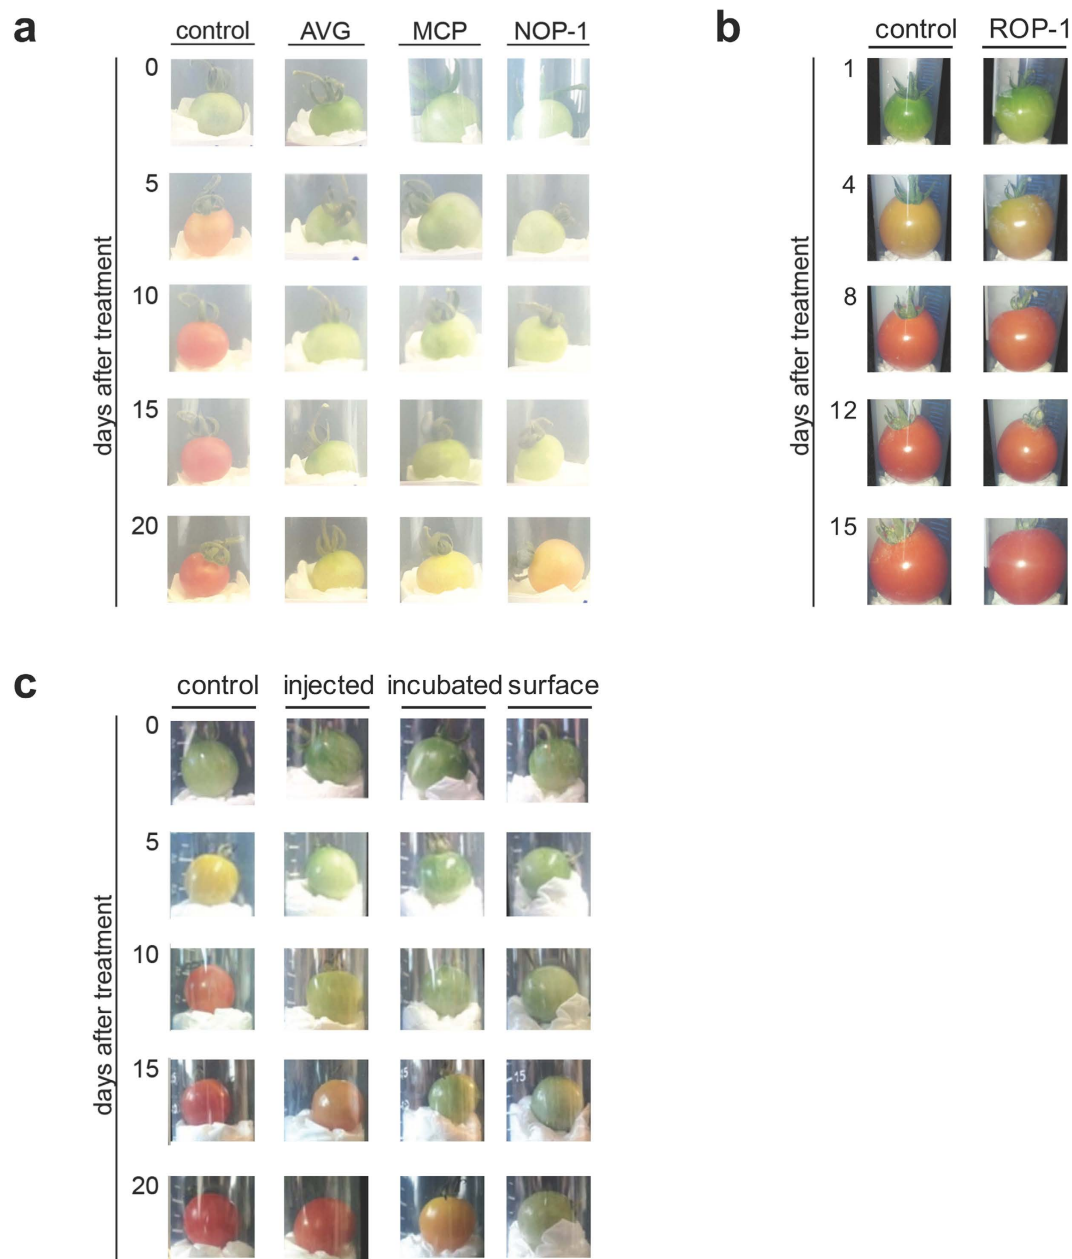 a
control AVG MCP NOP-1
days after treatment
0
5
10
15
20
b
control ROP-1
days after treatment
1
4
8
12
15
c
control injected incubated surface
days after treatment
0
5
10
15
20